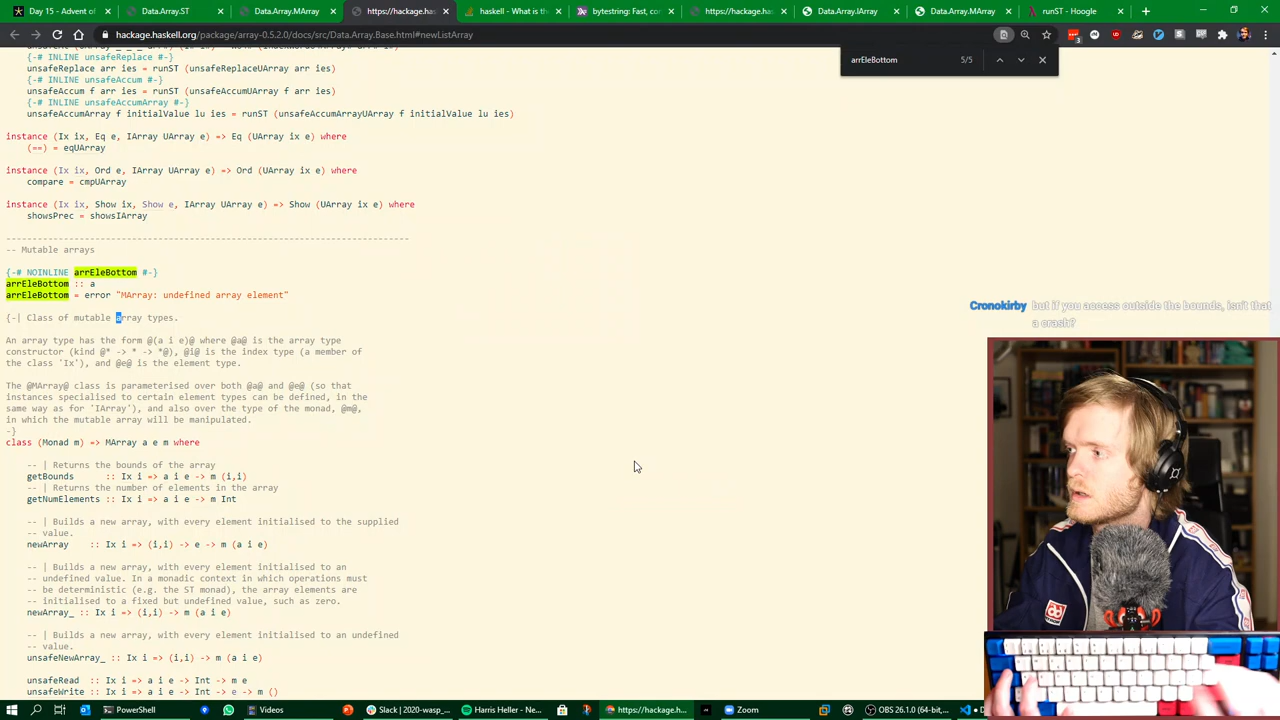 Day 15 - Advent of
Data.Array.ST
Data.Array.MArray
https://hackage.has
haskell - What is th
bytestring: Fast, co
https://hackage.has
Data.Array.IArray
Data.Array.MArray
runST - Hoogle
hackage.haskell.org/package/array-0.5.2.0/docs/src/Data.Array.Base.html#newListArray
arrEleBottom 5/5
{-# INLINE unsafeReplace #-}
unsafeReplace arr ies = runST (unsafeReplaceUArray arr ies)
{-# INLINE unsafeAccum #-}
unsafeAccum f arr ies = runST (unsafeAccumUArray f arr ies)
{-# INLINE unsafeAccumArray #-}
unsafeAccumArray f initialValue lu ies = runST (unsafeAccumArrayUArray f initialValue lu ies)
instance (Ix ix, Eq e, IArray UArray e) => Eq (UArray ix e) where
(==) = eqUArray
instance (Ix ix, Ord e, IArray UArray e) => Ord (UArray ix e) where
compare = cmpUArray
instance (Ix ix, Show ix, Show e, IArray UArray e) => Show (UArray ix e) where
showsPrec = showsIArray
-----------------------------------------------------------------------------
-- Mutable arrays
{-# NOINLINE arrEleBottom #-}
arrEleBottom :: a
arrEleBottom = error "MArray: undefined array element"
{-| Class of mutable array types.
An array type has the form @(a i e)@ where @a@ is the array type
constructor (kind @* -> * -> *@), @i@ is the index type (a member of
the class 'Ix'), and @e@ is the element type.
The @MArray@ class is parameterised over both @a@ and @e@ (so that
instances specialised to certain element types can be defined, in the
same way as for 'IArray'), and also over the type of the monad, @m@,
in which the mutable array will be manipulated.
-}
class (Monad m) => MArray a e m where
-- | Returns the bounds of the array
getBounds :: Ix i => a i e -> m (i,i)
-- | Returns the number of elements in the array
getNumElements :: Ix i => a i e -> m Int
-- | Builds a new array, with every element initialised to the supplied
-- value.
newArray :: Ix i => (i,i) -> e -> m (a i e)
-- | Builds a new array, with every element initialised to an
-- undefined value. In a monadic context in which operations must
-- be deterministic (e.g. the ST monad), the array elements are
-- initialised to a fixed but undefined value, such as zero.
newArray_ :: Ix i => (i,i) -> m (a i e)
-- | Builds a new array, with every element initialised to an undefined
-- value.
unsafeNewArray_ :: Ix i => (i,i) -> m (a i e)
unsafeRead :: Ix i => a i e -> Int -> m e
unsafeWrite :: Ix i => a i e -> Int -> e -> m ()
Cronokirby but if you access outside the bounds, isn't that
a crash?
PowerShell
Videos
Slack | 2020-wasp_
Harris Heller - Ne...
https://hackage.ha...
Zoom
OBS 26.1.0 (64-bit,...